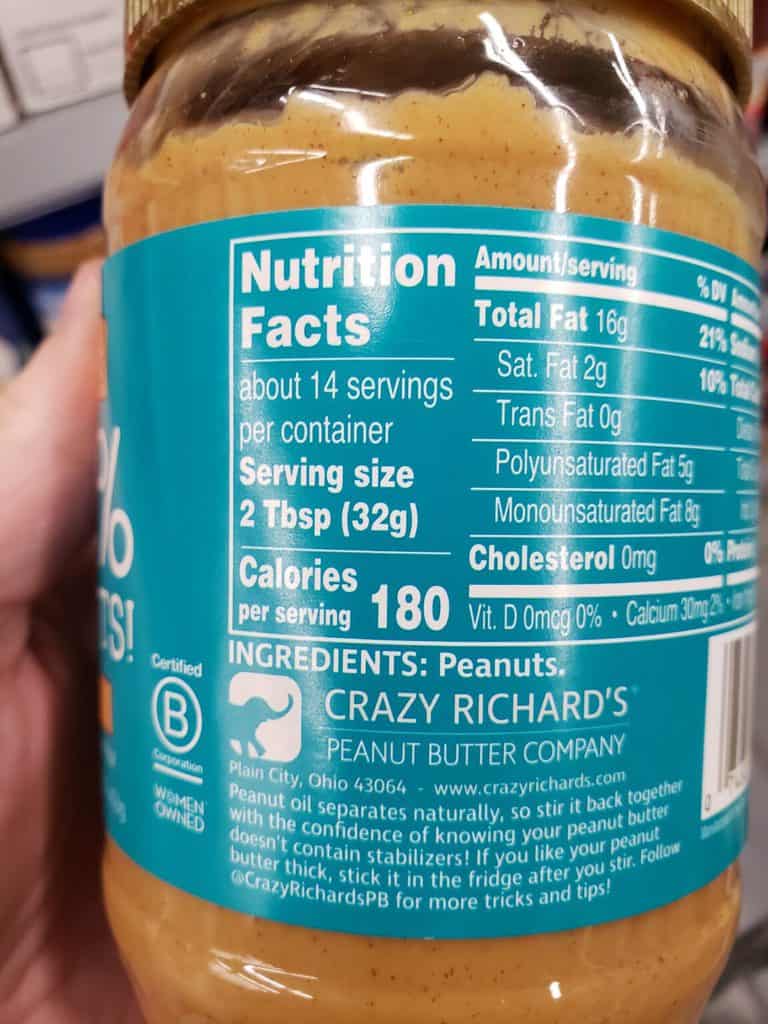 Nutrition
Facts
about 14 servings
per container
Serving size
2 Tbsp (32g)
Calories
per serving 180
Amount/serving % DV
Total Fat 16g 21%
Sat. Fat 2g 10%
Trans Fat 0g
Polyunsaturated Fat 5g
Monounsaturated Fat 8g
Cholesterol 0mg 0%
Vit. D 0mcg 0% • Calcium 30mg 2% •
INGREDIENTS: Peanuts.
CRAZY RICHARD'S
PEANUT BUTTER COMPANY
Plain City, Ohio 43064 - www.crazyrichards.com
Peanut oil separates naturally, so stir it back together
with the confidence of knowing your peanut butter
doesn't contain stabilizers! If you like your peanut
butter thick, stick it in the fridge after you stir. Follow
@CrazyRichardsPB for more tricks and tips!
%
TS!
Certified
B
Corporation
WOMEN
OWNED
0